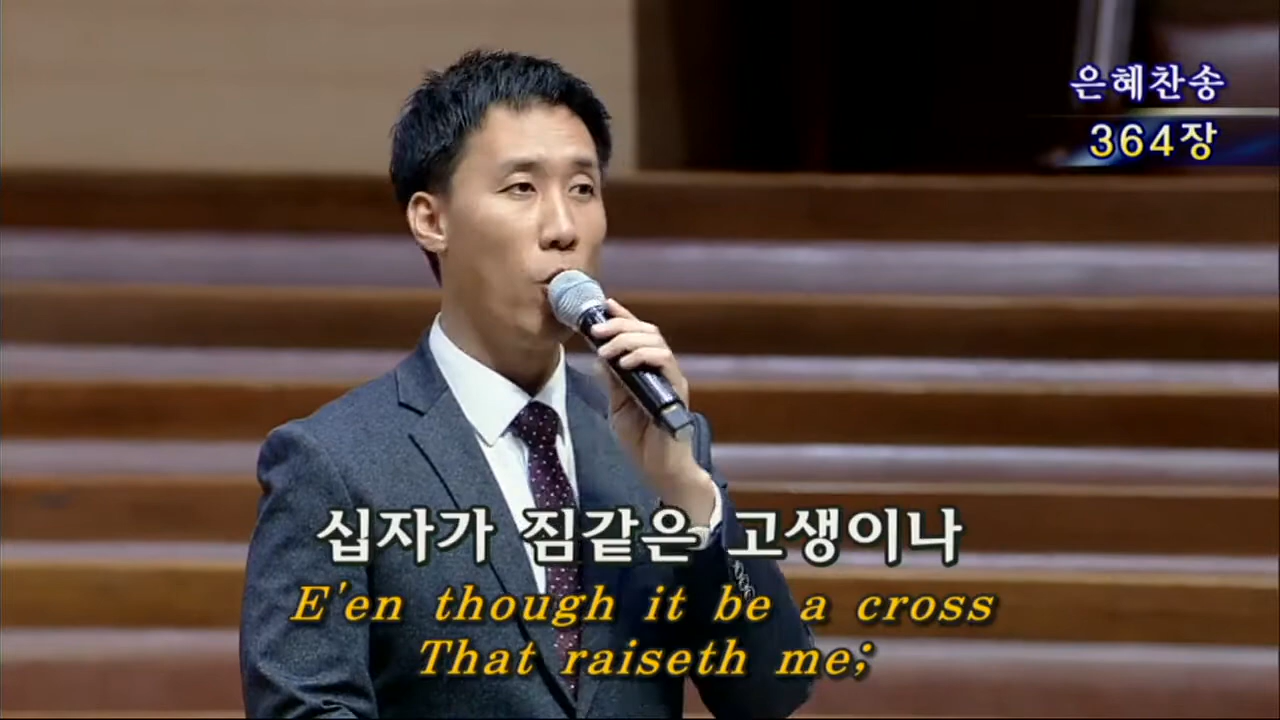 은혜찬송
364장
십자가 짐같은 고생이나
E'en though it be a cross
That raiseth me;